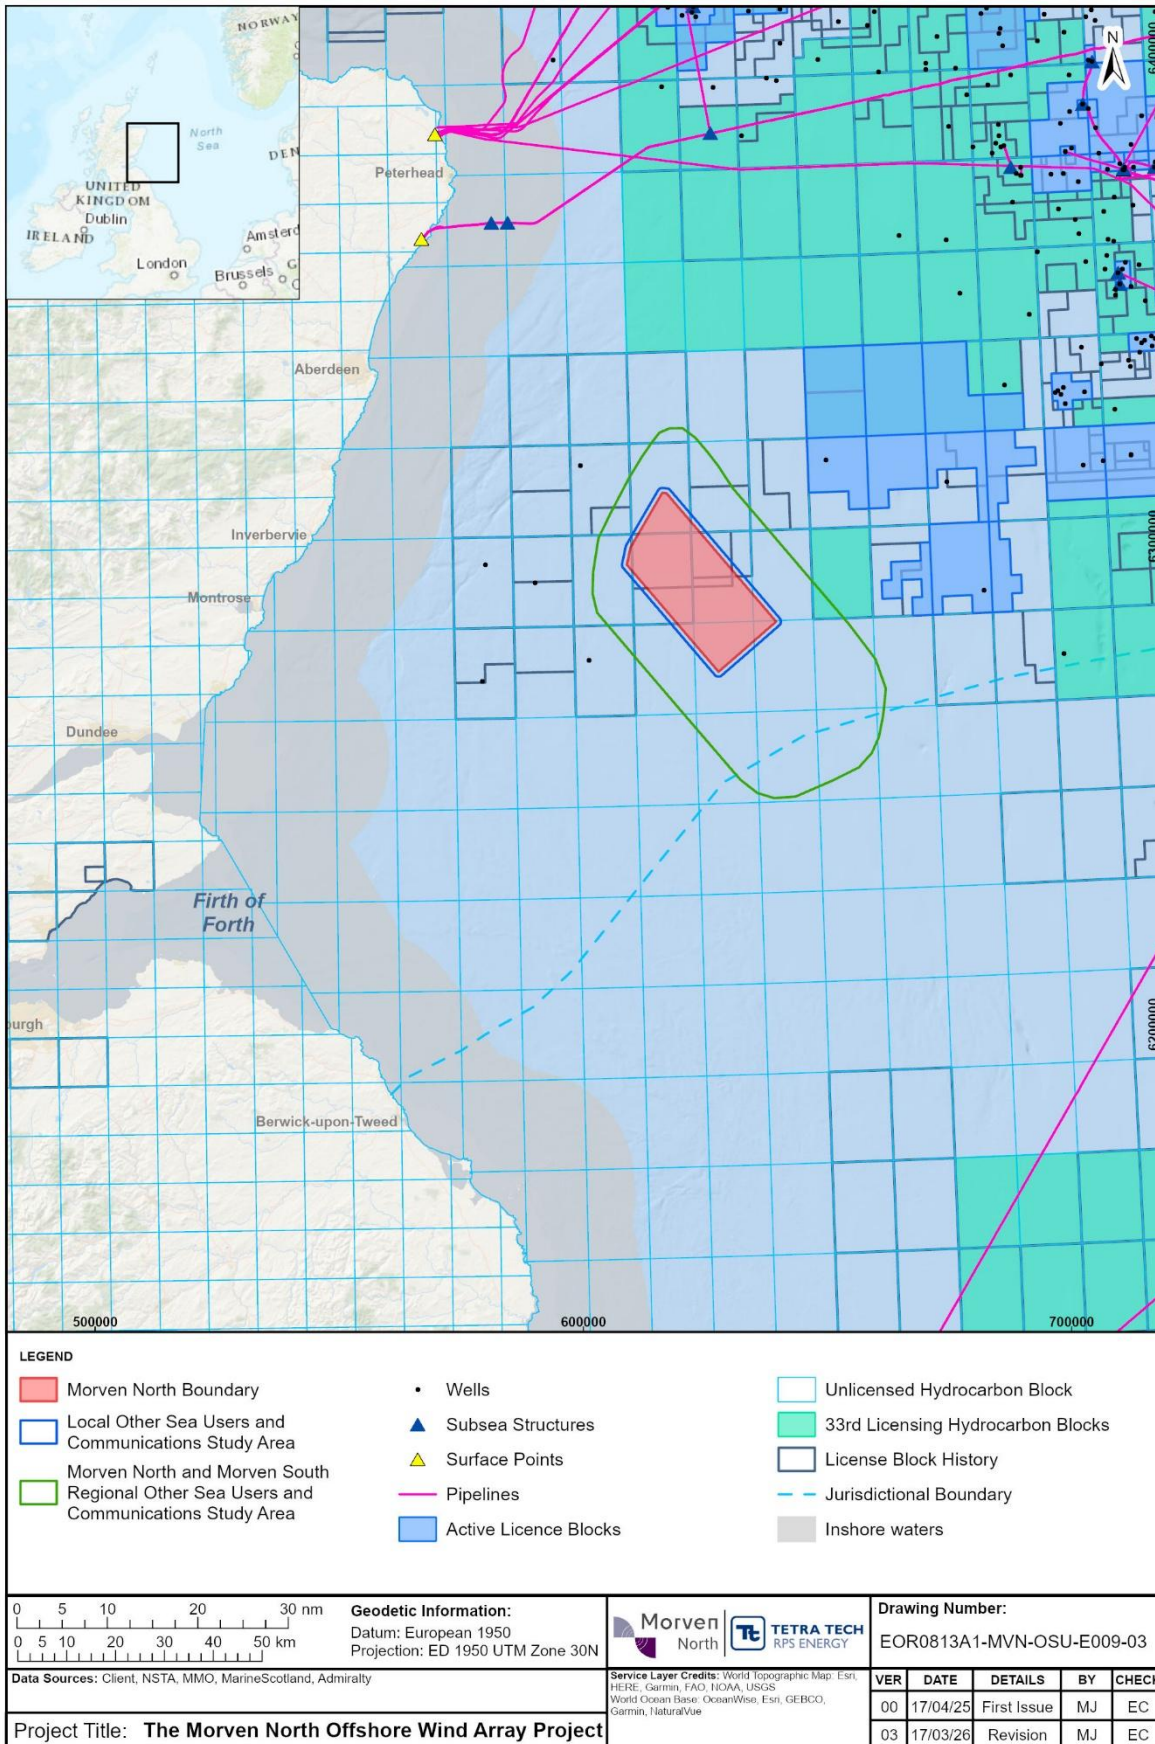 NORWAY
North
Sea
DEN
UNITED
KINGDOM
Dublin
IRELAND
Amsterd
London
Brussels
G
N
6400000
Peterhead
Aberdeen
6300000
Inverbervie
Montrose
Dundee
Firth of
Forth
6200000
burgh
Berwick-upon-Tweed
500000
600000
700000
LEGEND
Morven North Boundary
Local Other Sea Users and
Communications Study Area
Morven North and Morven South
Regional Other Sea Users and
Communications Study Area
Wells
Subsea Structures
Surface Points
Pipelines
Active Licence Blocks
Unlicensed Hydrocarbon Block
33rd Licensing Hydrocarbon Blocks
License Block History
Jurisdictional Boundary
Inshore waters
0 5 10 20 30 nm
0 5 10 20 30 40 50 km
Geodetic Information:
Datum: European 1950
Projection: ED 1950 UTM Zone 30N
Data Sources: Client, NSTA, MMO, MarineScotland, Admiralty
Project Title: The Morven North Offshore Wind Array Project
Morven
North
Tt TETRA TECH
RPS ENERGY
Service Layer Credits: World Topographic Map: Esri,
HERE, Garmin, FAO, NOAA, USGS
World Ocean Base: OceanWise, Esri, GEBCO,
Garmin, NaturalVue
Drawing Number:
EOR0813A1-MVN-OSU-E009-03
VER DATE DETAILS BY CHECK
00 17/04/25 First Issue MJ EC
03 17/03/26 Revision MJ EC